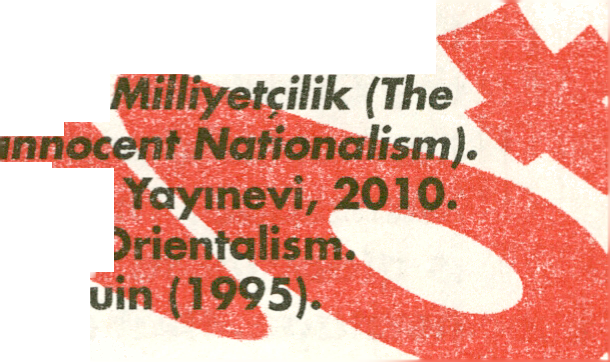 Milliyetçilik (The
nnocent Nationalism).
Yayınevi, 2010.
Orientalism.
uin (1995).